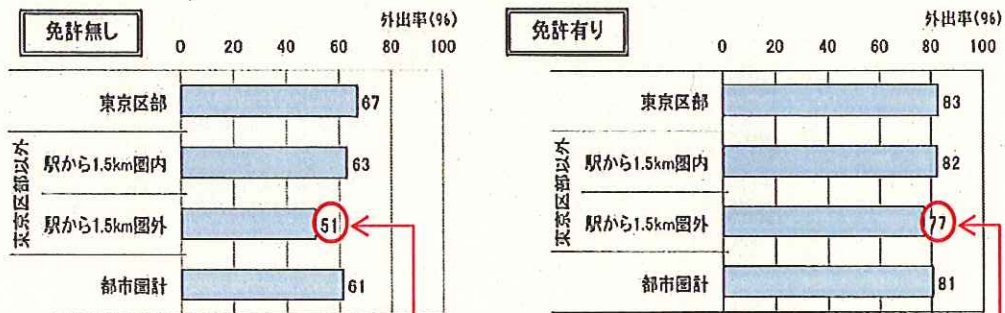 免許無し
外出率(%)
0 20 40 60 80 100
東京区部 67
東京区部以外
駅から1.5km圏内 63
駅から1.5km圏外 51
都市圏計 61
免許有り
外出率(%)
0 20 40 60 80 100
東京区部 83
東京区部以外
駅から1.5km圏内 82
駅から1.5km圏外 77
都市圏計 81